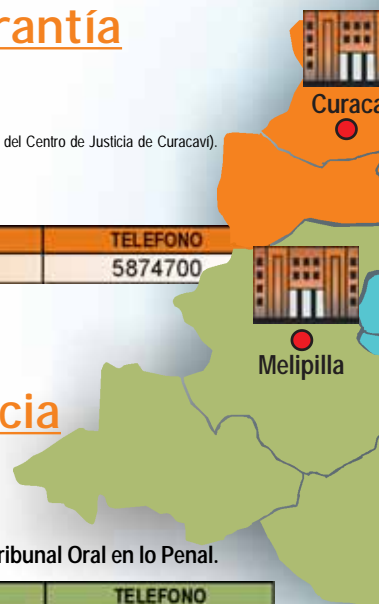 rantía
Curaca
del Centro de Justicia de Curacaví).
TELEFONO
5874700
Melipilla
cia
ribunal Oral en lo Penal.
TELEFONO